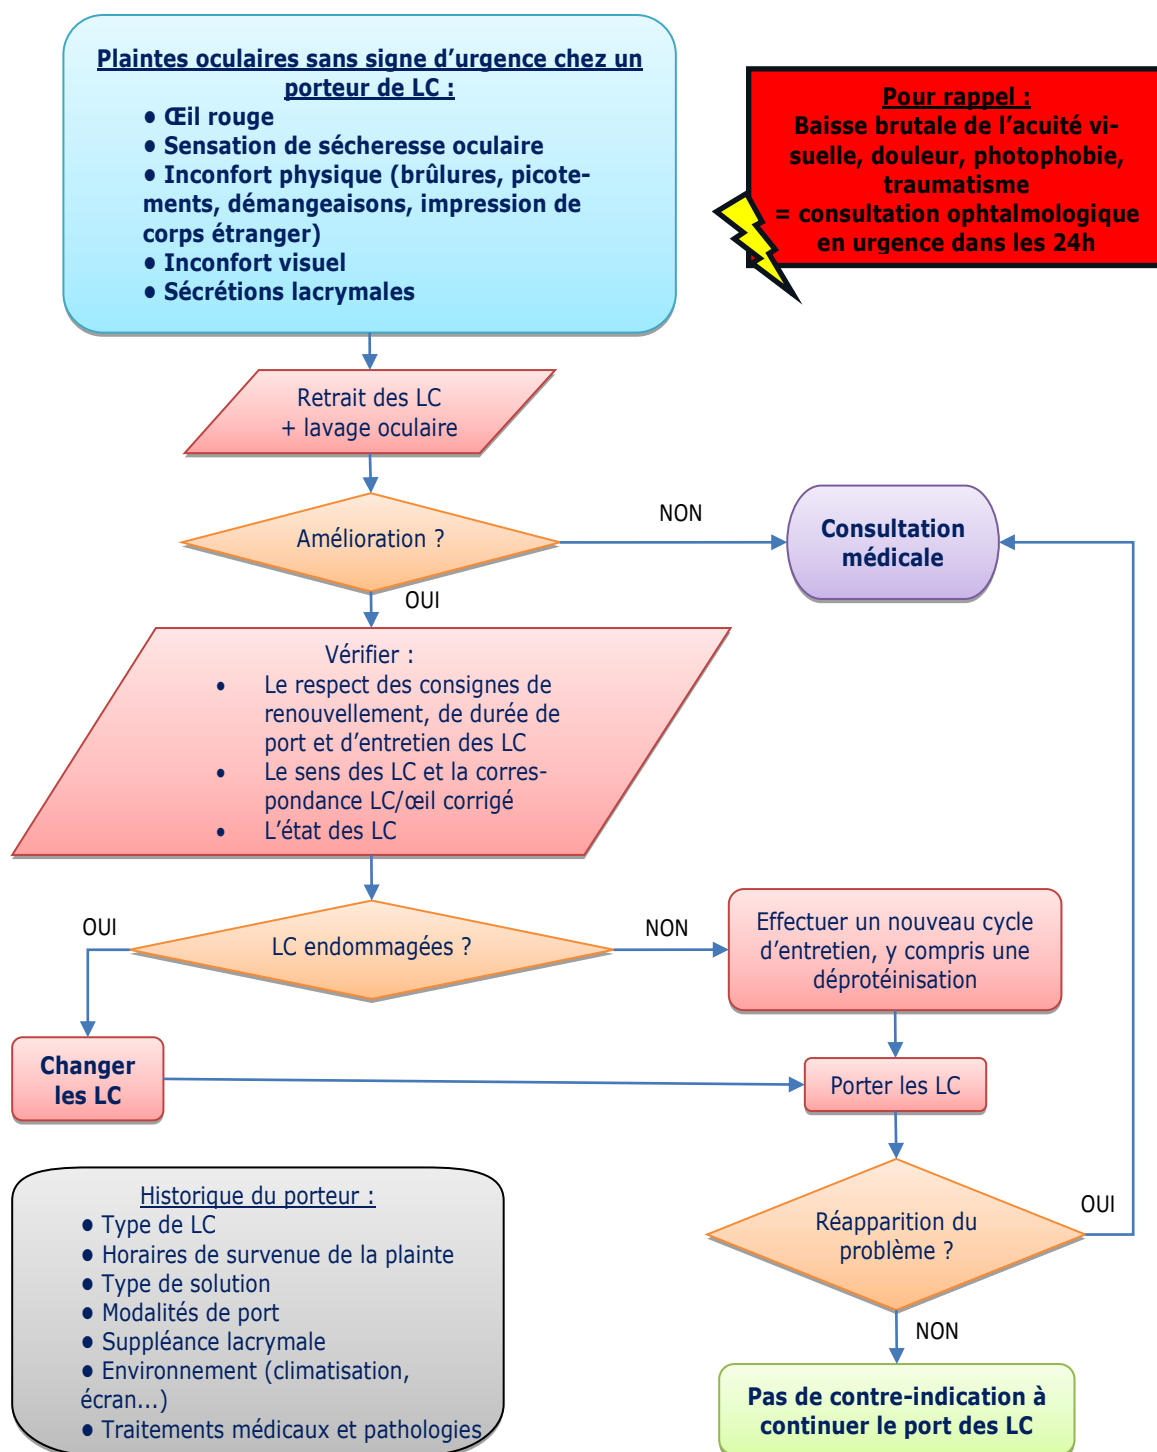 Plaintes oculaires sans signe d’urgence chez un
porteur de LC :
● Œil rouge
● Sensation de sécheresse oculaire
● Inconfort physique (brûlures, picote-
ments, démangeaisons, impression de
corps étranger)
● Inconfort visuel
● Sécrétions lacrymales
Pour rappel :
Baisse brutale de l’acuité vi-
suelle, douleur, photophobie,
traumatisme
= consultation ophtalmologique
en urgence dans les 24h
Retrait des LC
+ lavage oculaire
Amélioration ?
NON
Consultation
médicale
OUI
Vérifier :
• Le respect des consignes de
renouvellement, de durée de
port et d’entretien des LC
• Le sens des LC et la corres-
pondance LC/œil corrigé
• L’état des LC
OUI
LC endommagées ?
NON
Effectuer un nouveau cycle
d’entretien, y compris une
déprotéinisation
Changer
les LC
Porter les LC
Historique du porteur :
● Type de LC
● Horaires de survenue de la plainte
● Type de solution
● Modalités de port
● Suppléance lacrymale
● Environnement (climatisation,
écran...)
● Traitements médicaux et pathologies
Réapparition du
problème ?
OUI
NON
Pas de contre-indication à
continuer le port des LC